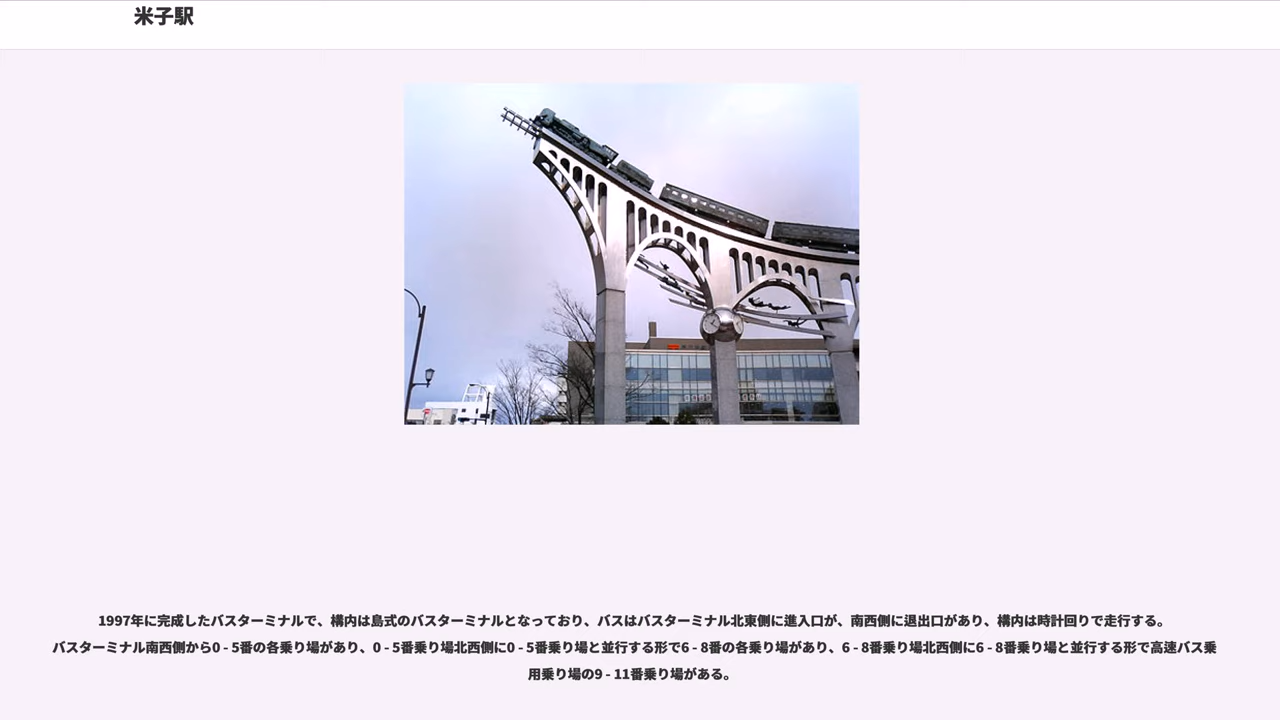 米子駅
1997年に完成したバスターミナルで、構内は島式のバスターミナルとなっており、バスはバスターミナル北東側に進入口が、南西側に退出口があり、構内は時計回りで走行する。
バスターミナル南西側から0 - 5番の各乗り場があり、0 - 5番乗り場北西側に0 - 5番乗り場と並行する形で6 - 8番の各乗り場があり、6 - 8番乗り場北西側に6 - 8番乗り場と並行する形で高速バス乗
用乗り場の9 - 11番乗り場がある。